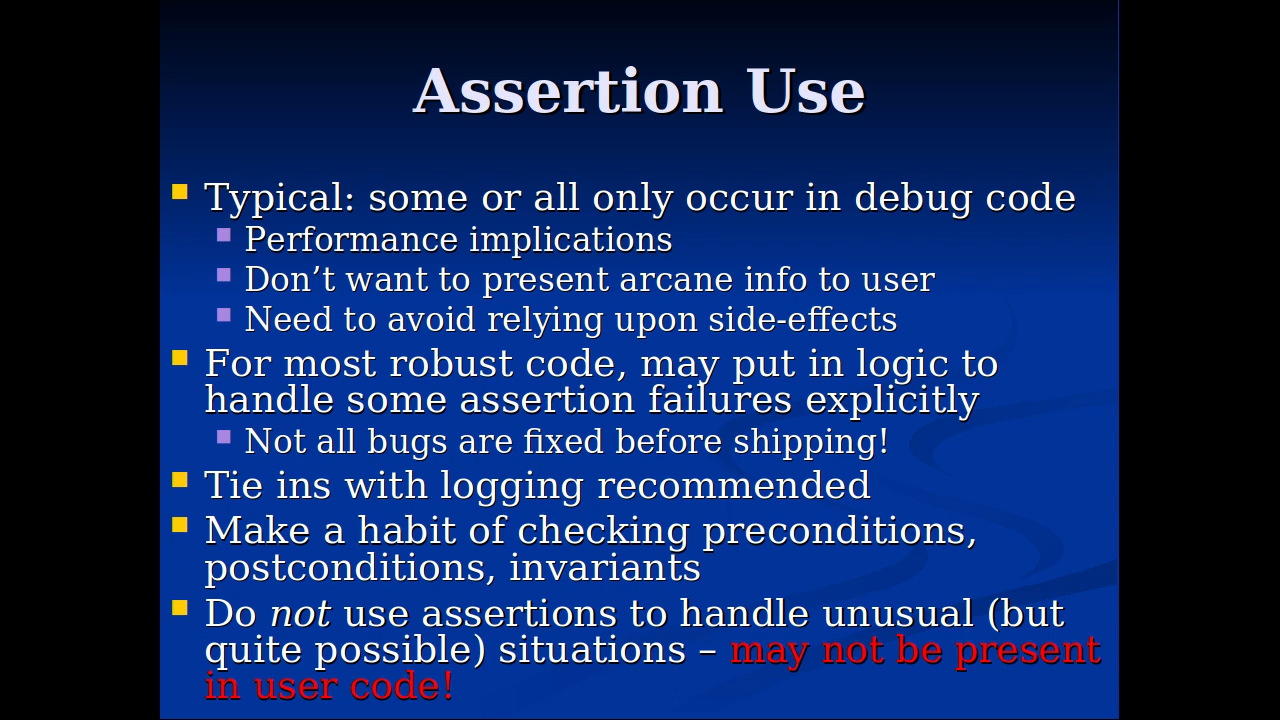 Assertion Use
Typical: some or all only occur in debug code
Performance implications
Don’t want to present arcane info to user
Need to avoid relying upon side-effects
For most robust code, may put in logic to
handle some assertion failures explicitly
Not all bugs are fixed before shipping!
Tie ins with logging recommended
Make a habit of checking preconditions,
postconditions, invariants
Do not use assertions to handle unusual (but
quite possible) situations – may not be present
in user code!